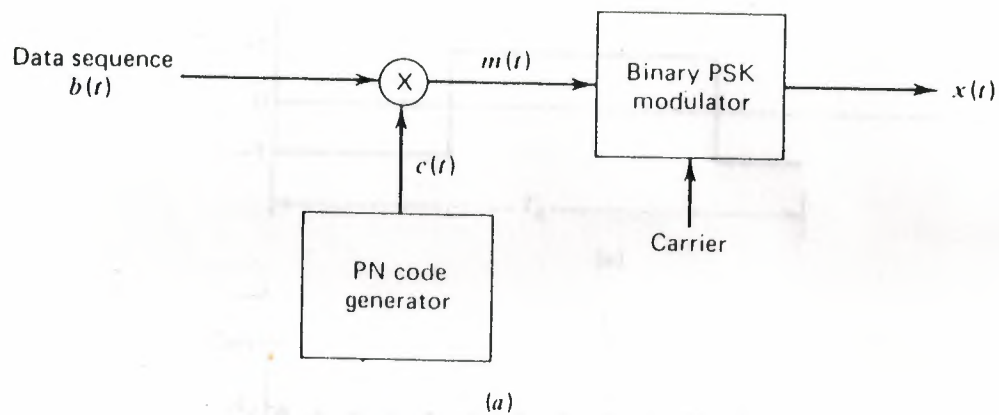 Data sequence
b(t)
X
m(t)
Binary PSK
modulator
x(t)
c(t)
PN code
generator
Carrier
(a)